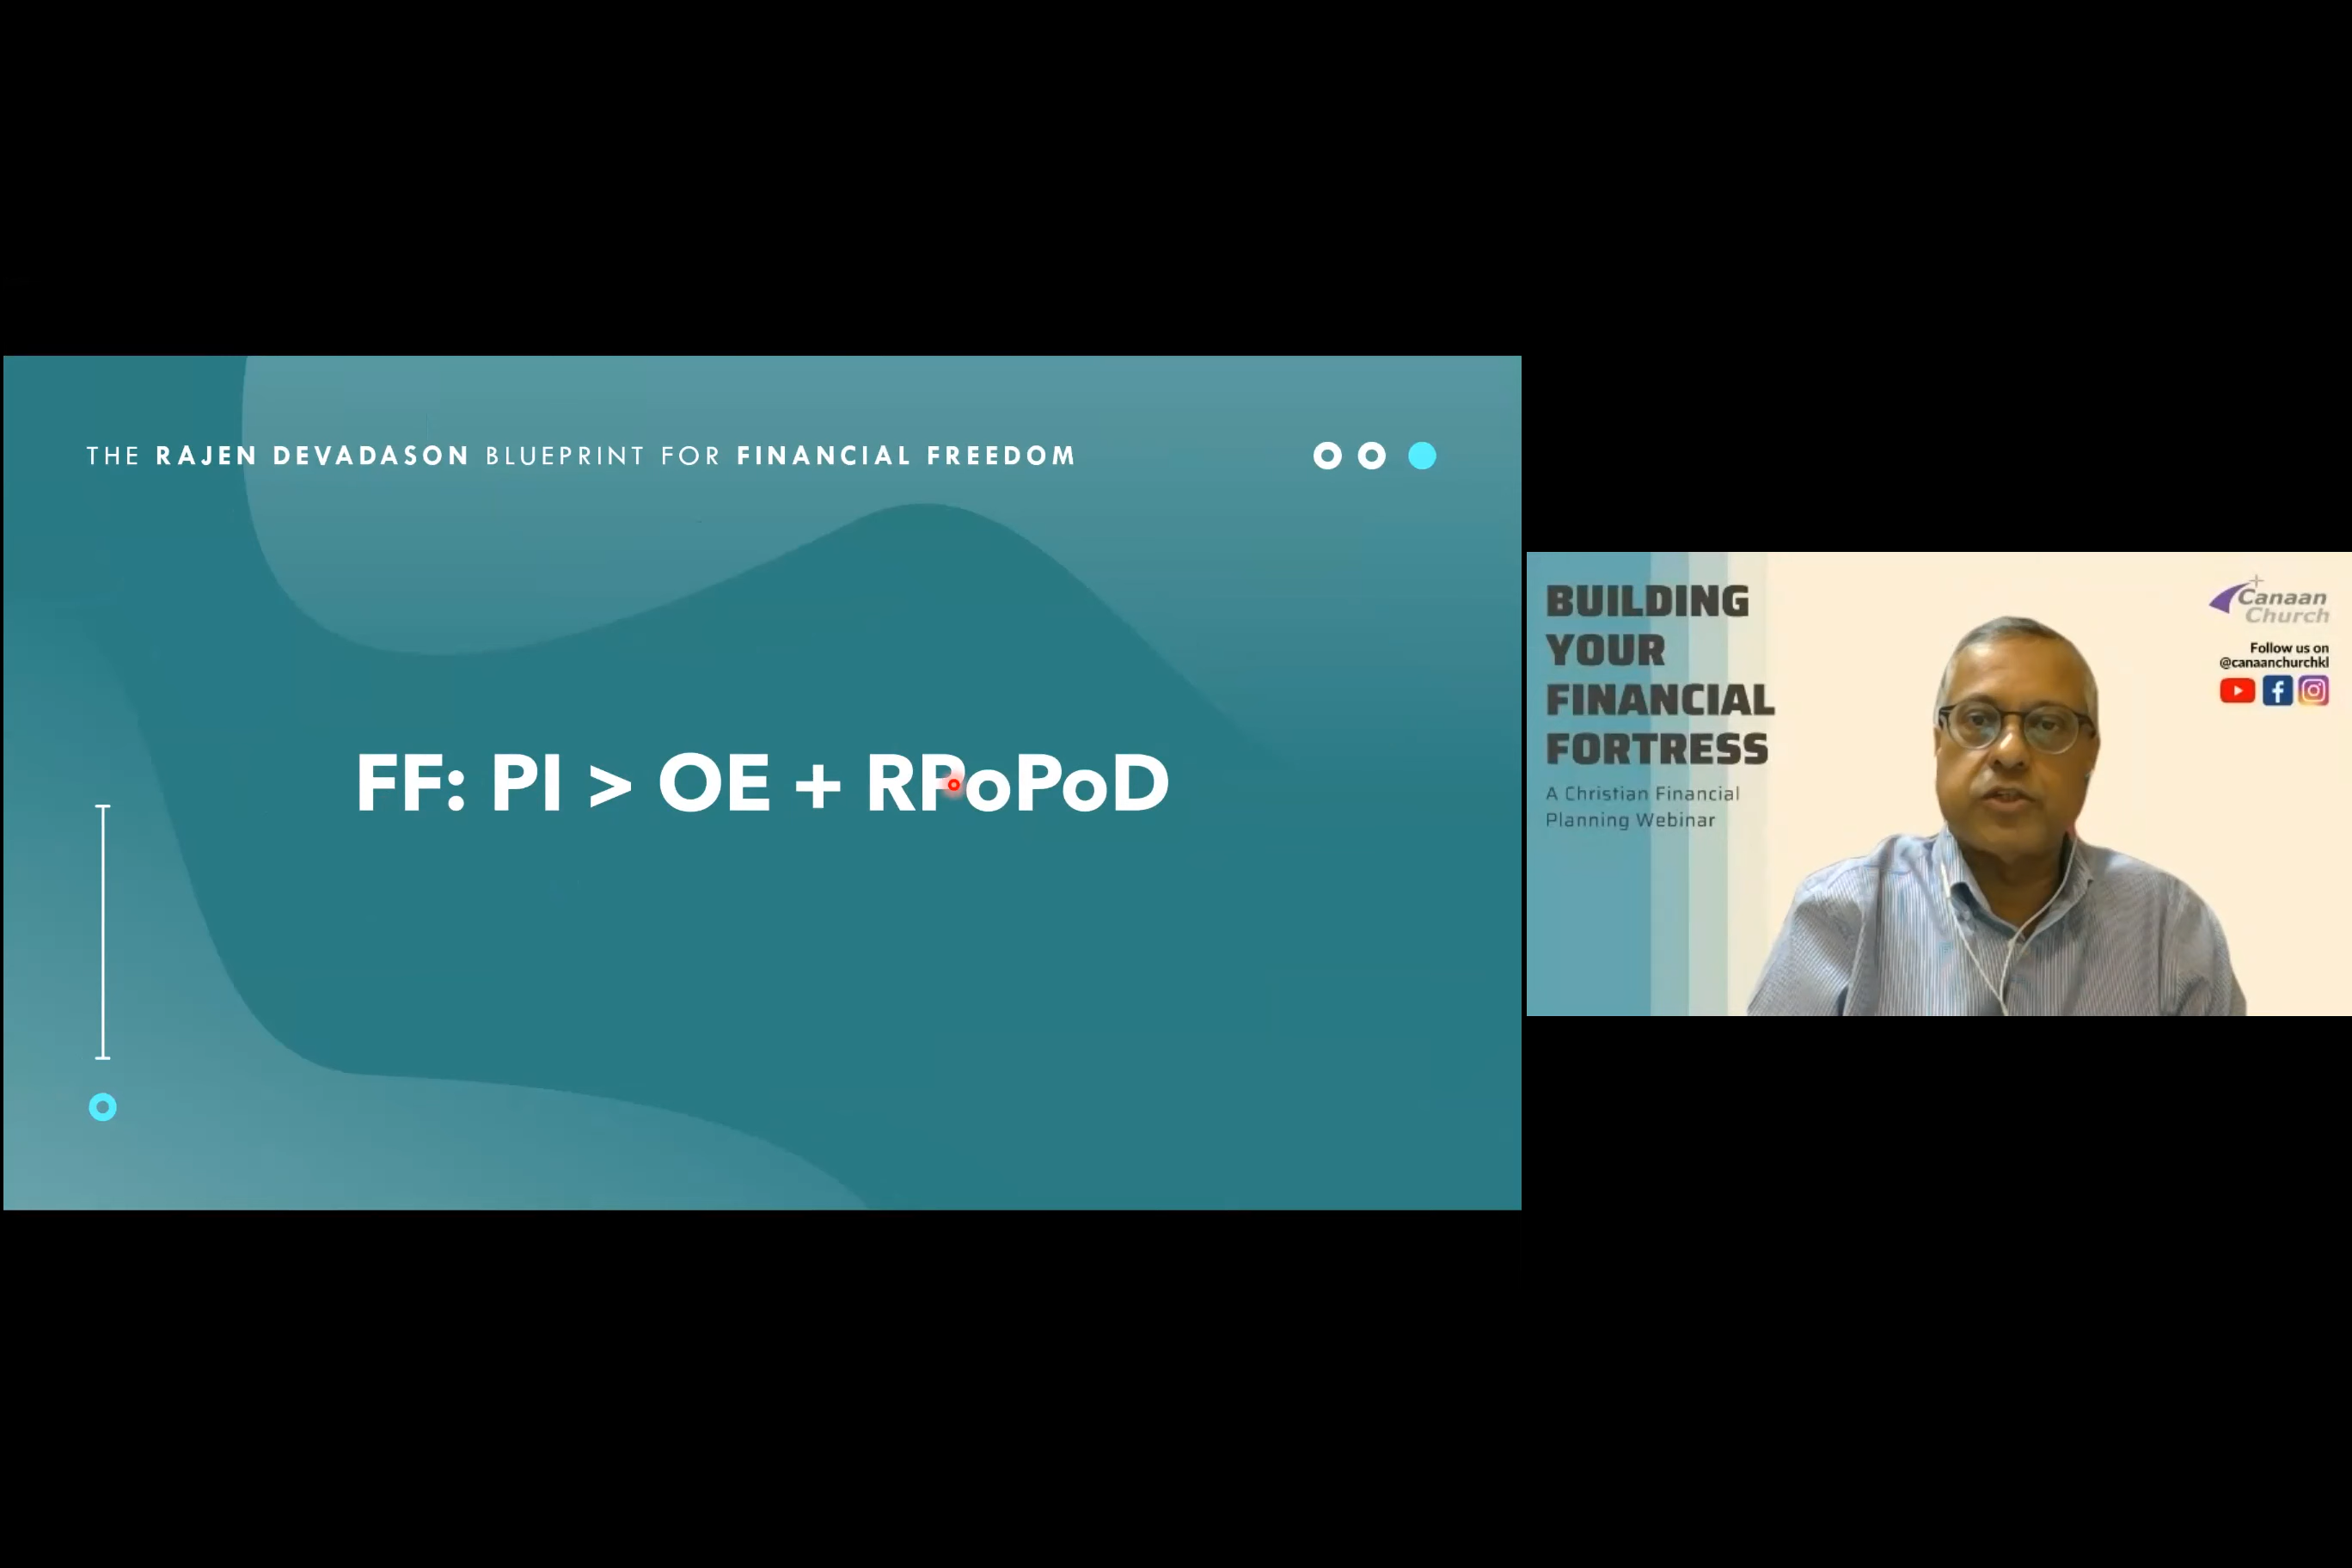 THE RAJEN DEVADASON BLUEPRINT FOR FINANCIAL FREEDOM
FF: PI > OE + RPoPoD
BUILDING
YOUR
FINANCIAL
FORTRESS
A Christian Financial
Planning Webinar
Canaan
Church
Follow us on
@canaanchurchkl